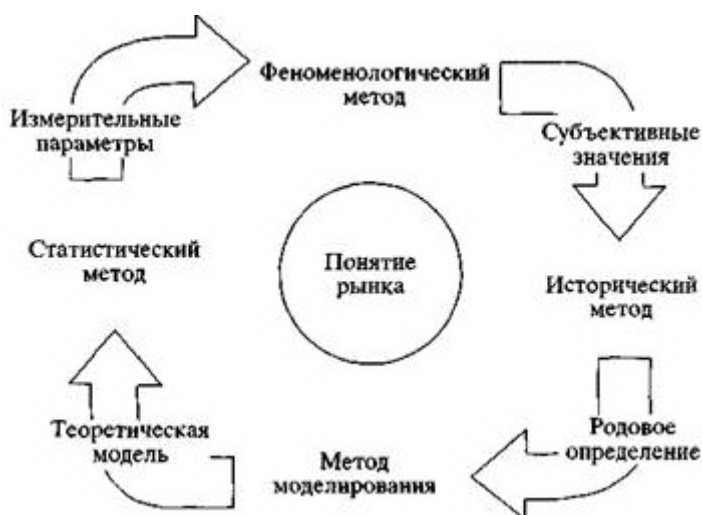 Феноменологический
метод
Измерительные
параметры
Субъективные
значения
Статистический
метод
Понятие
рынка
Исторический
метод
Теоретическая
модель
Метод
моделирования
Родовое
определение